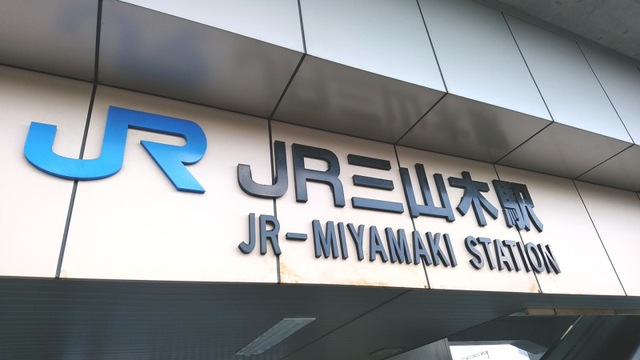 JR JR三山木駅
JR-MIYAMAKI STATION